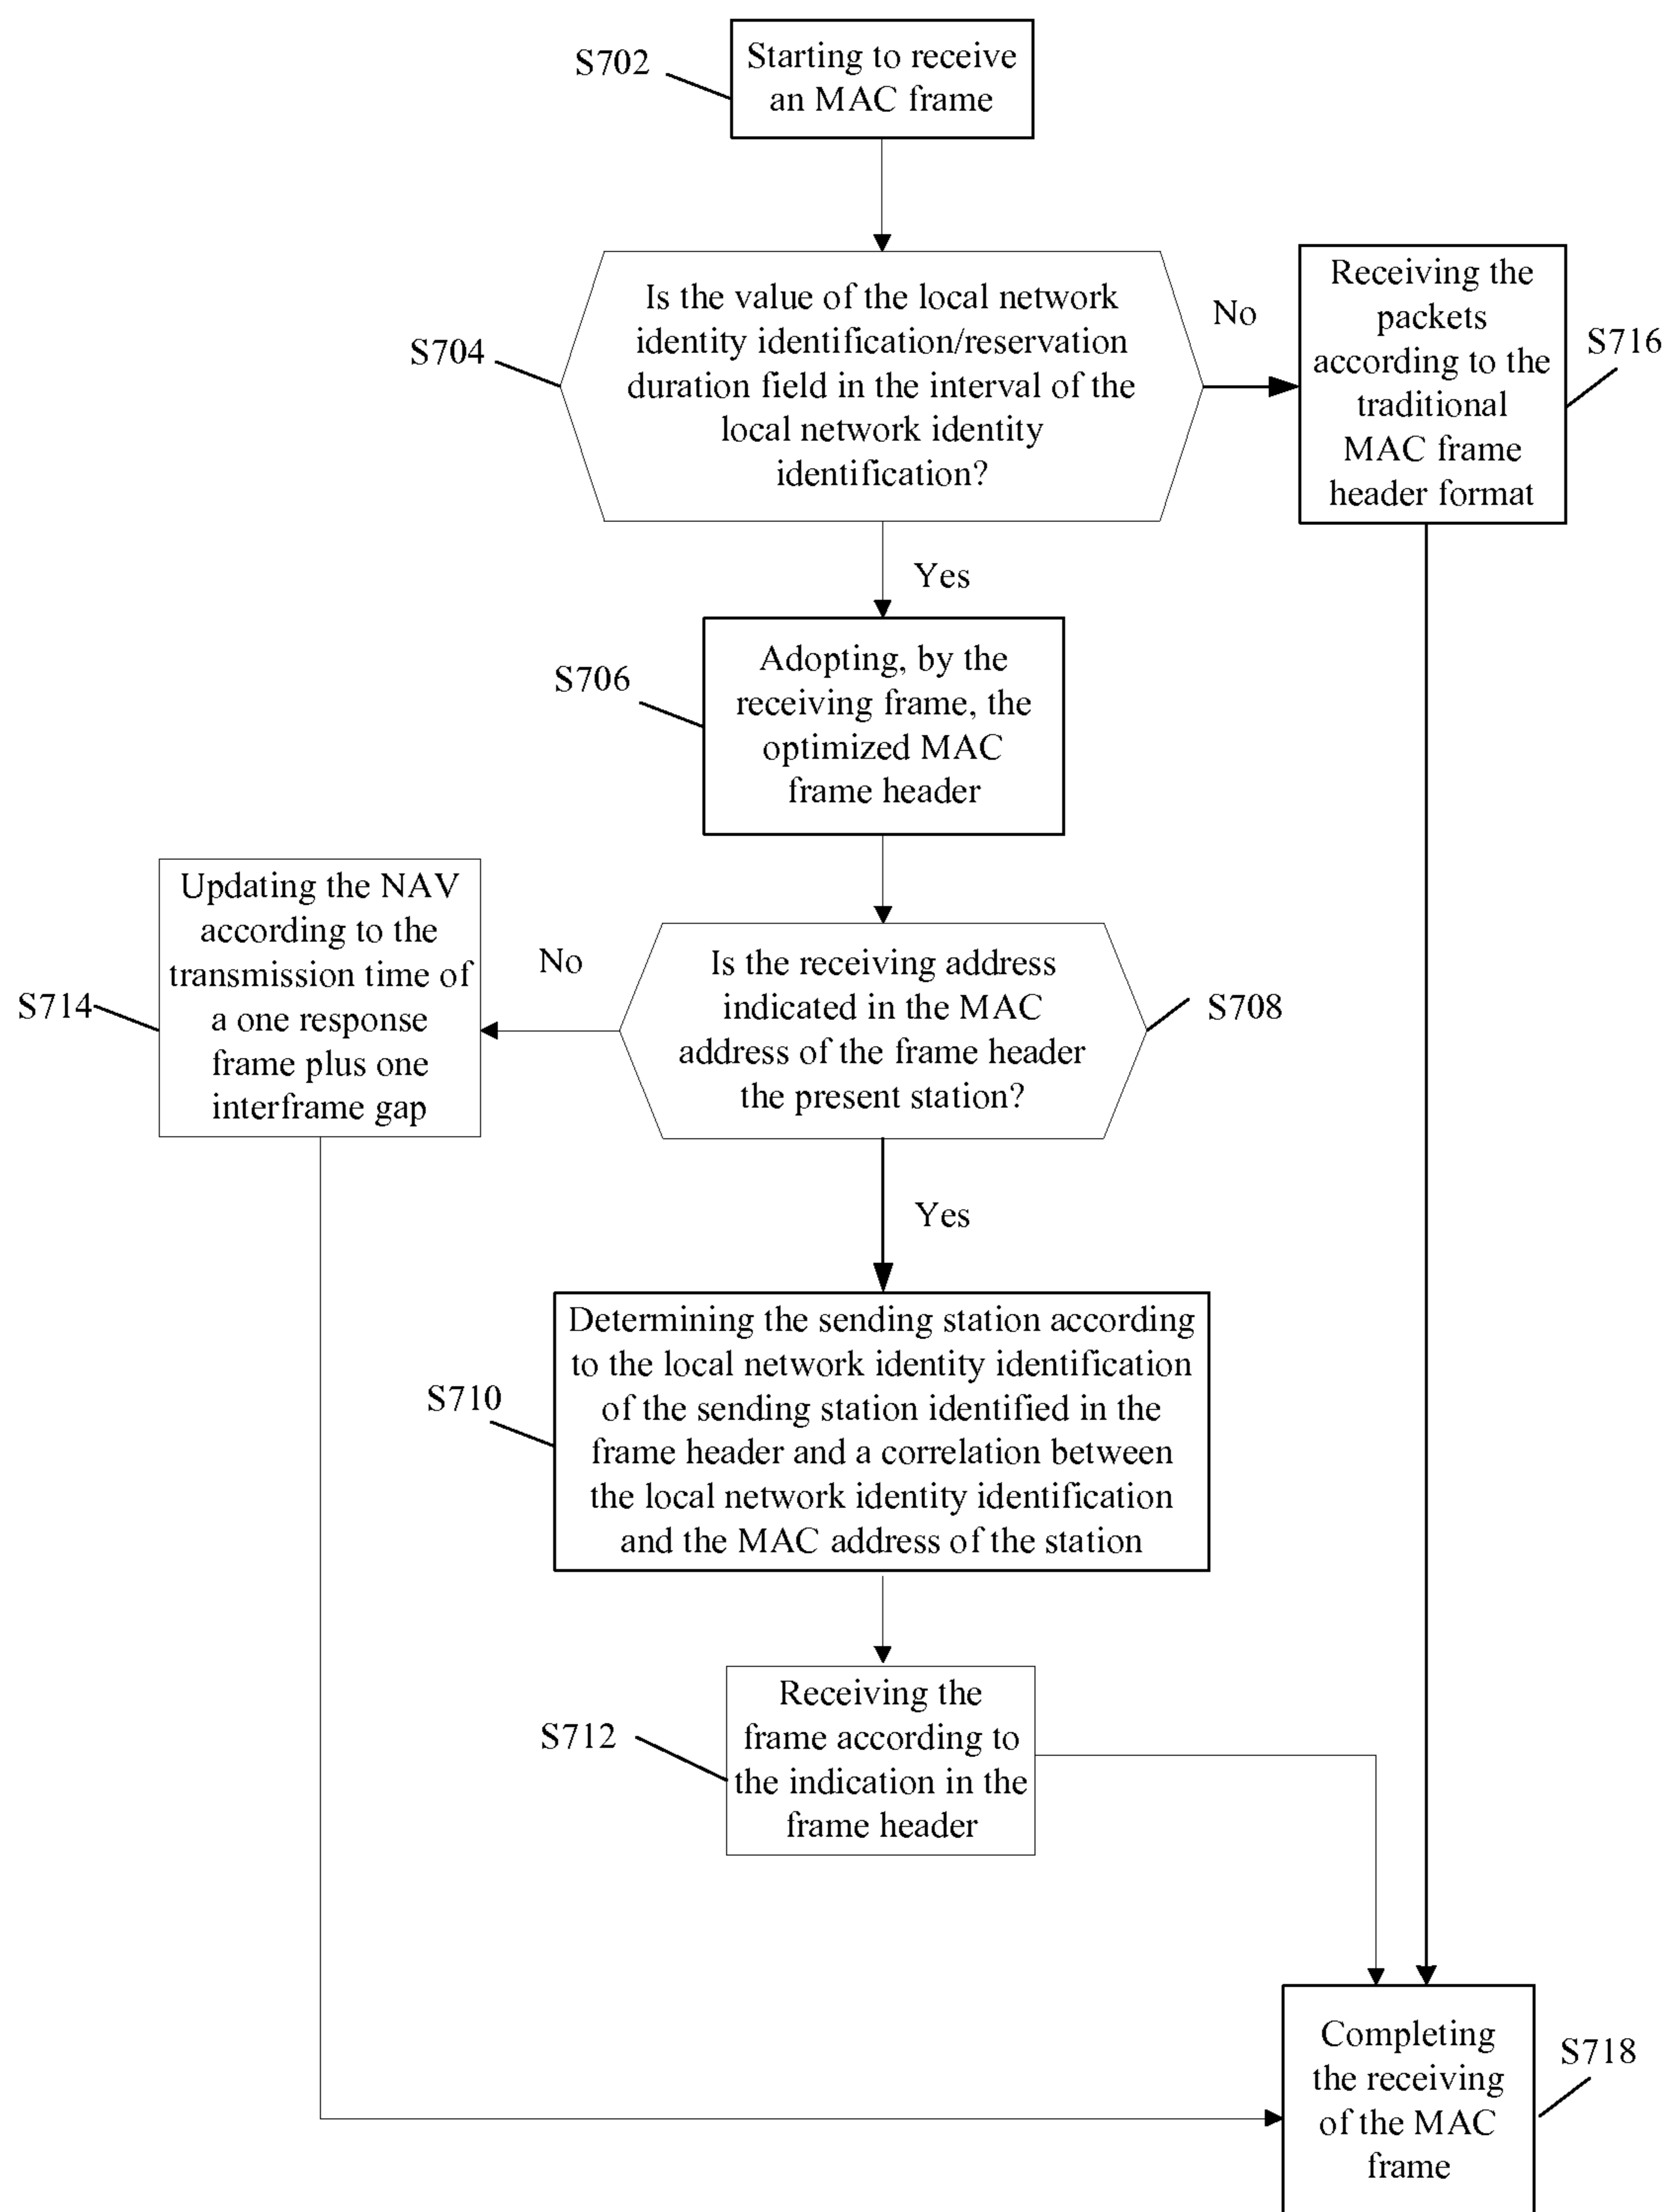 S702
Starting to receive
an MAC frame
S704
Is the value of the local network
identity identification/reservation
duration field in the interval of the
local network identity
identification?
No
Receiving the
packets
according to the
traditional
MAC frame
header format
S716
Yes
S706
Adopting, by the
receiving frame, the
optimized MAC
frame header
Updating the NAV
according to the
transmission time of
a one response
frame plus one
interframe gap
S714
No
Is the receiving address
indicated in the MAC
address of the frame header
the present station?
S708
Yes
S710
Determining the sending station according
to the local network identity identification
of the sending station identified in the
frame header and a correlation between
the local network identity identification
and the MAC address of the station
S712
Receiving the
frame according to
the indication in the
frame header
Completing
the receiving
of the MAC
frame
S718